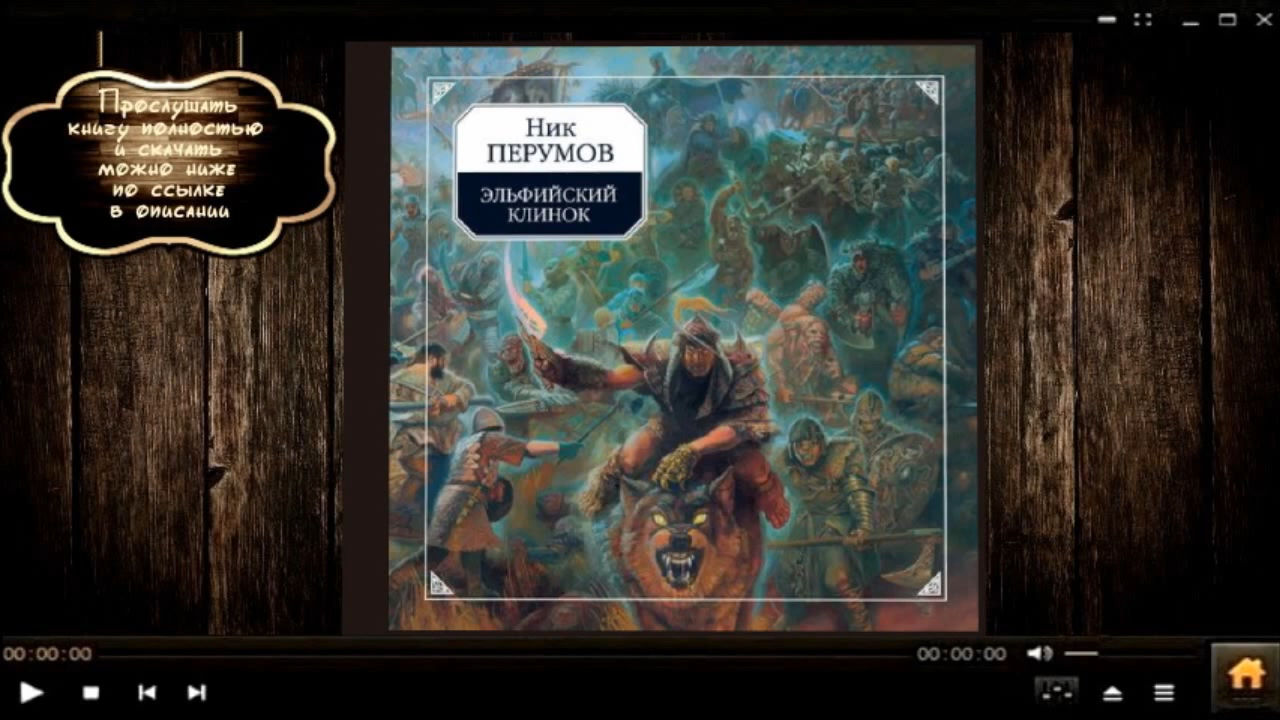 Прослушать
книгу полностью
и скачать
можно ниже
по ссылке
в описании
Ник
ПЕРУМОВ
ЭЛЬФИЙСКИЙ
КЛИНОК
00:00:00
00:00:00